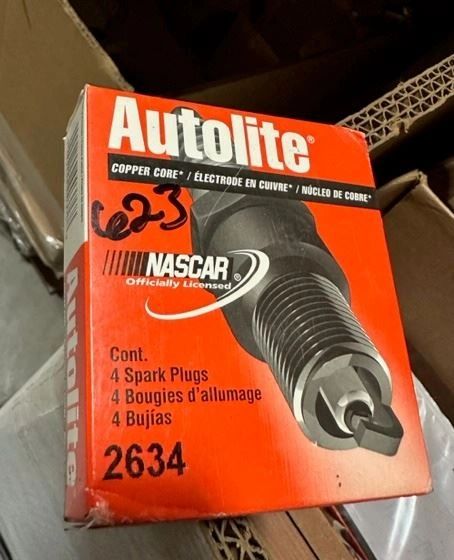 Autolite®
COPPER CORE* / ÉLECTRODE EN CUIVRE* / NÚCLEO DE COBRE*
623
NASCAR®
Officially Licensed
Cont.
4 Spark Plugs
4 Bougies d'allumage
4 Bujías
2634
Autolite